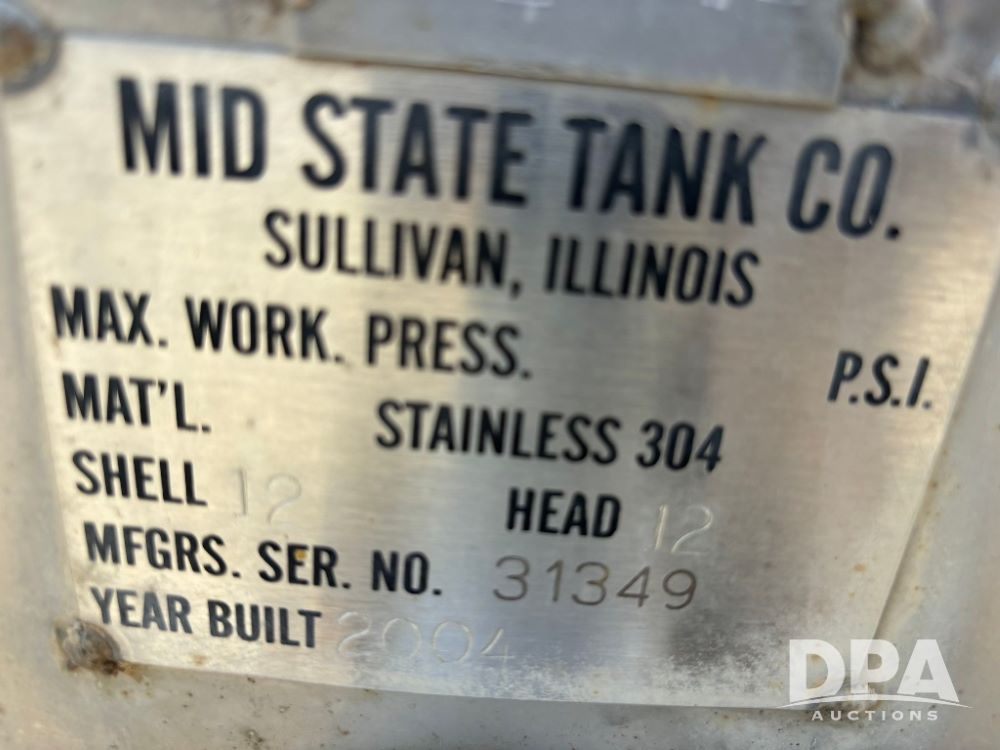 MID STATE TANK CO.
SULLIVAN, ILLINOIS
MAX. WORK. PRESS. P.S.I.
MAT'L. STAINLESS 304
SHELL 12 HEAD 12
MFGRS. SER. NO. 31349
YEAR BUILT 2004
DPA
AUCTIONS